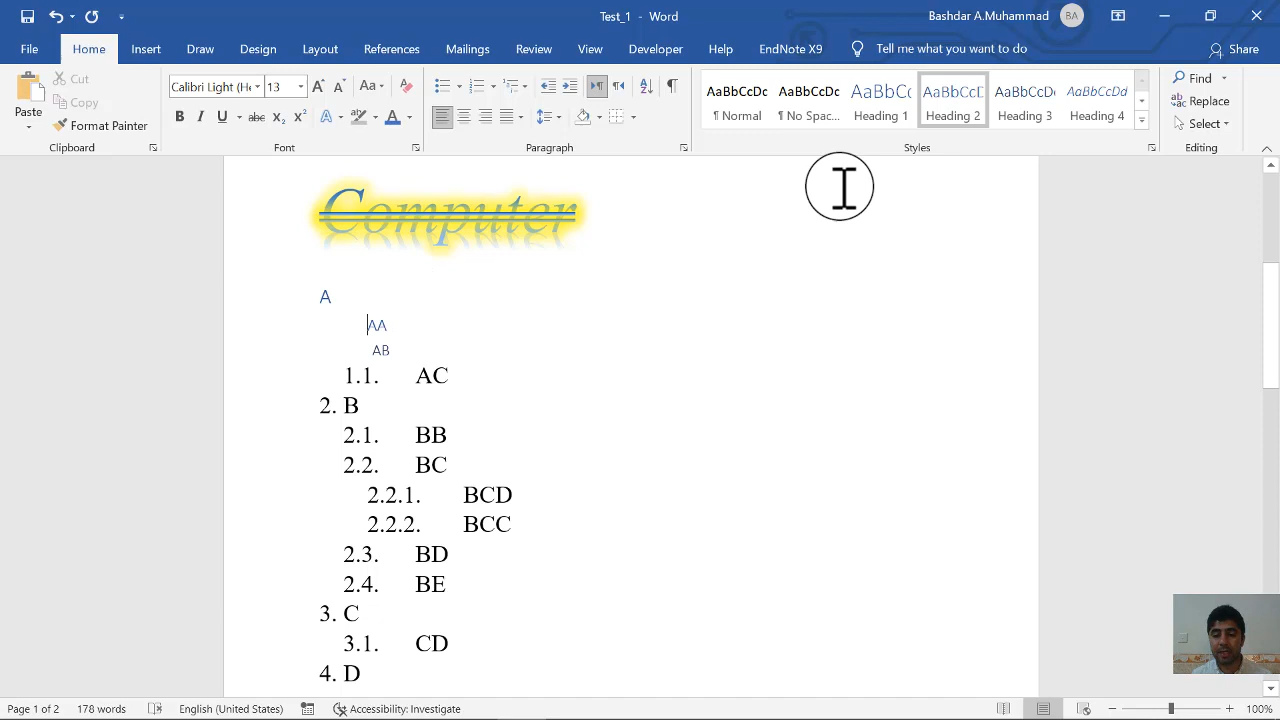 Test_1 - Word
Bashdar A.Muhammad
BA
File
Home
Insert
Draw
Design
Layout
References
Mailings
Review
View
Developer
Help
EndNote X9
Tell me what you want to do
Share
Paste
Cut
Copy
Format Painter
Clipboard
Calibri Light (H
13
Font
Paragraph
AaBbCcDc
¶ Normal
AaBbCcDc
¶ No Spac...
AaBbCc
Heading 1
AaBbCcD
Heading 2
AaBbCcDc
Heading 3
AaBbCcDd
Heading 4
Styles
Find
Replace
Select
Editing
Computer
A
AA
AB
1.1. AC
2. B
2.1. BB
2.2. BC
2.2.1. BCD
2.2.2. BCC
2.3. BD
2.4. BE
3. C
3.1. CD
4. D
Page 1 of 2
178 words
English (United States)
Accessibility: Investigate
100%